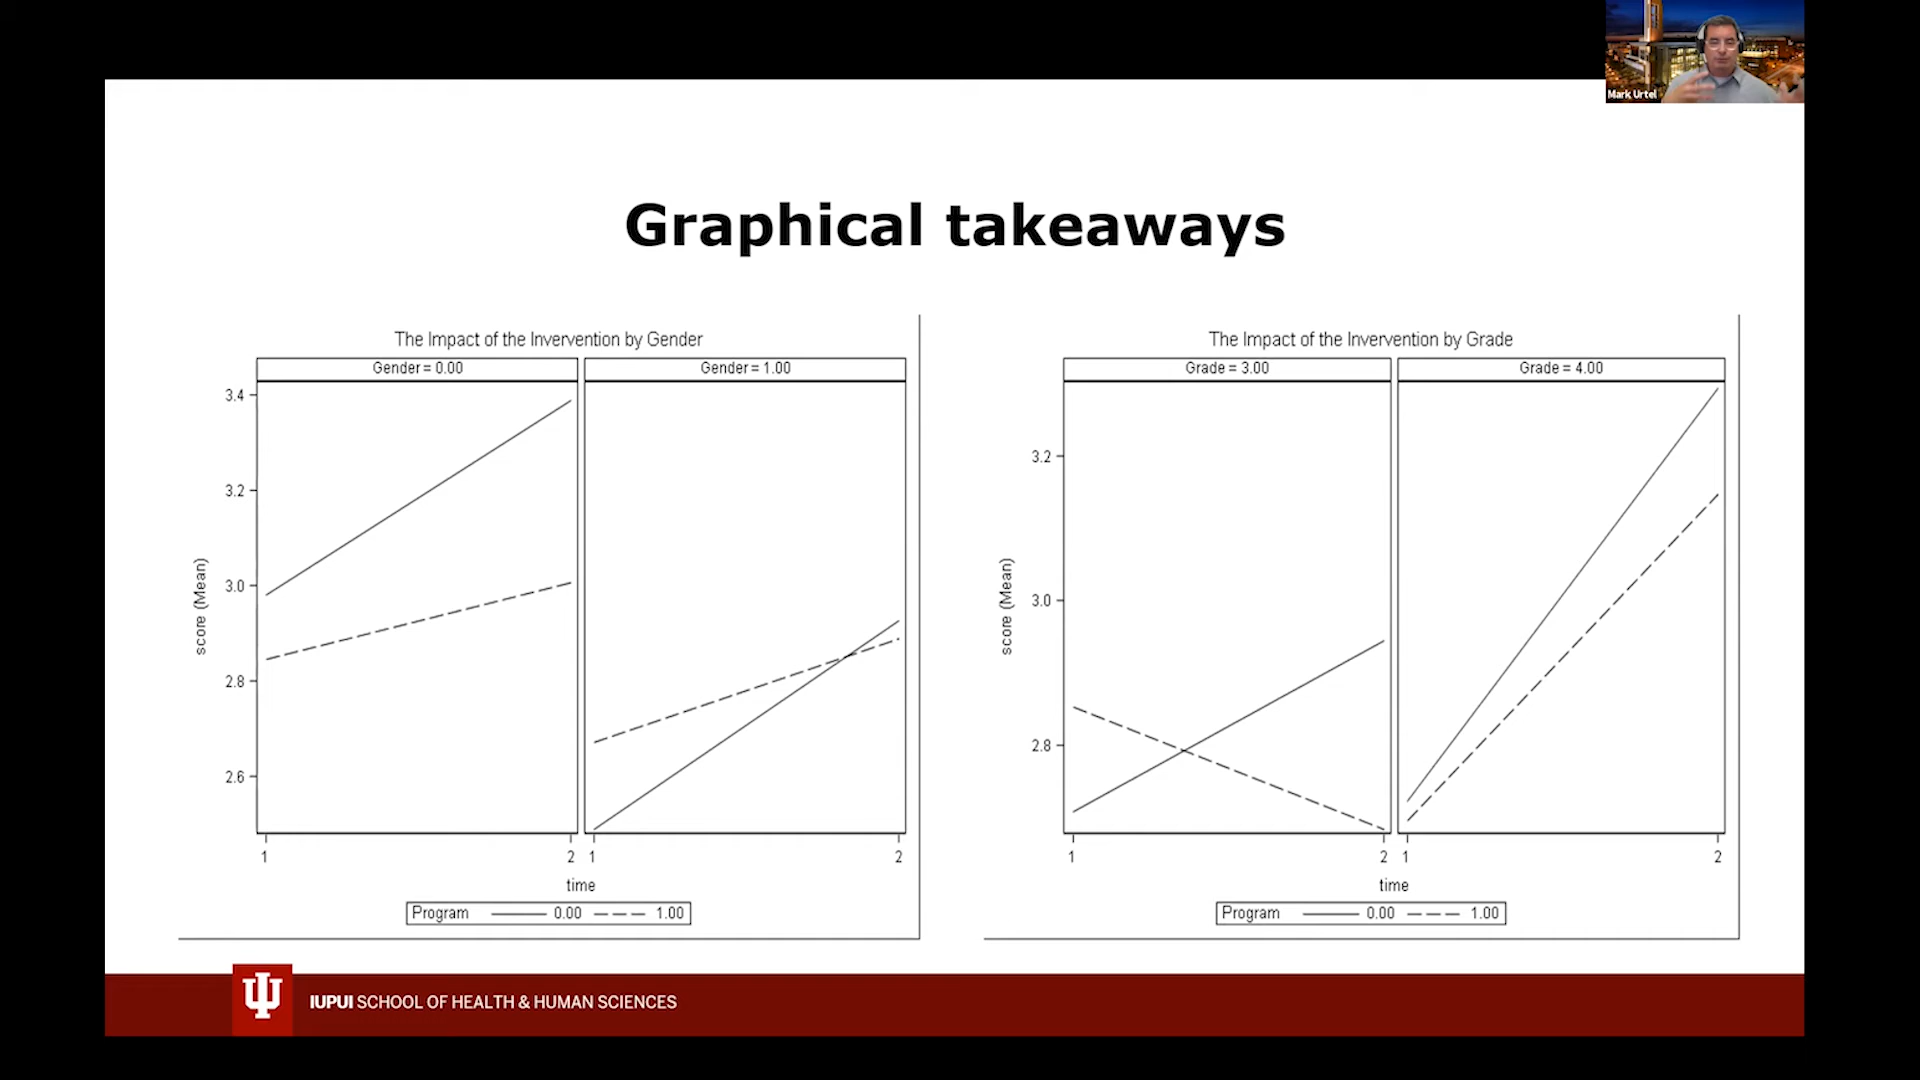 Mark Urtel
Graphical takeaways
The Impact of the Invervention by Gender
Gender = 0.00
Gender = 1.00
3.4
3.2
3.0
2.8
2.6
score (Mean)
1
2
1
2
time
Program 0.00 1.00
The Impact of the Invervention by Grade
Grade = 3.00
Grade = 4.00
3.2
3.0
2.8
score (Mean)
1
2
1
2
time
Program 0.00 1.00
IUPUI SCHOOL OF HEALTH & HUMAN SCIENCES